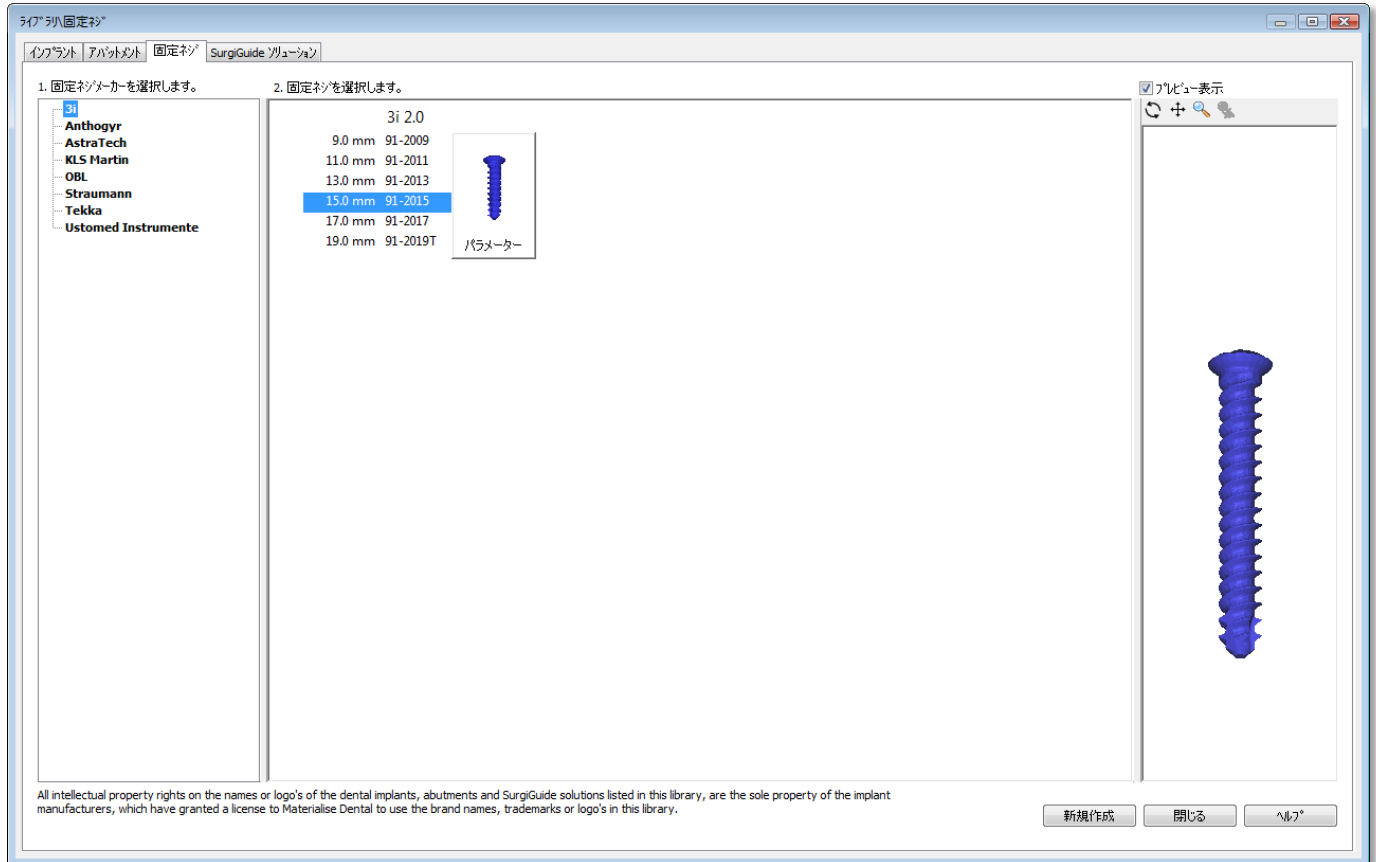 ﾗｲﾌﾞﾗﾘ\固定ﾈｼﾞ
ｲﾝﾌﾟﾗﾝﾄ ｱﾊﾞｯﾄﾒﾝﾄ 固定ﾈｼﾞ SurgiGuide ｿﾘｭｰｼｮﾝ
1. 固定ﾈｼﾞﾒｰｶｰを選択します。
2. 固定ﾈｼﾞを選択します。
ﾌﾟﾚﾋﾞｭｰ表示
3i
Anthogyr
AstraTech
KLS Martin
OBL
Straumann
Tekka
Ustomed Instrumente
3i 2.0
9.0 mm 91-2009
11.0 mm 91-2011
13.0 mm 91-2013
15.0 mm 91-2015
17.0 mm 91-2017
19.0 mm 91-2019T
パラメーター
All intellectual property rights on the names or logo's of the dental implants, abutments and SurgiGuide solutions listed in this library, are the sole property of the implant
manufacturers, which have granted a license to Materialise Dental to use the brand names, trademarks or logo's in this library.
新規作成 閉じる ﾍﾙﾌﾟ